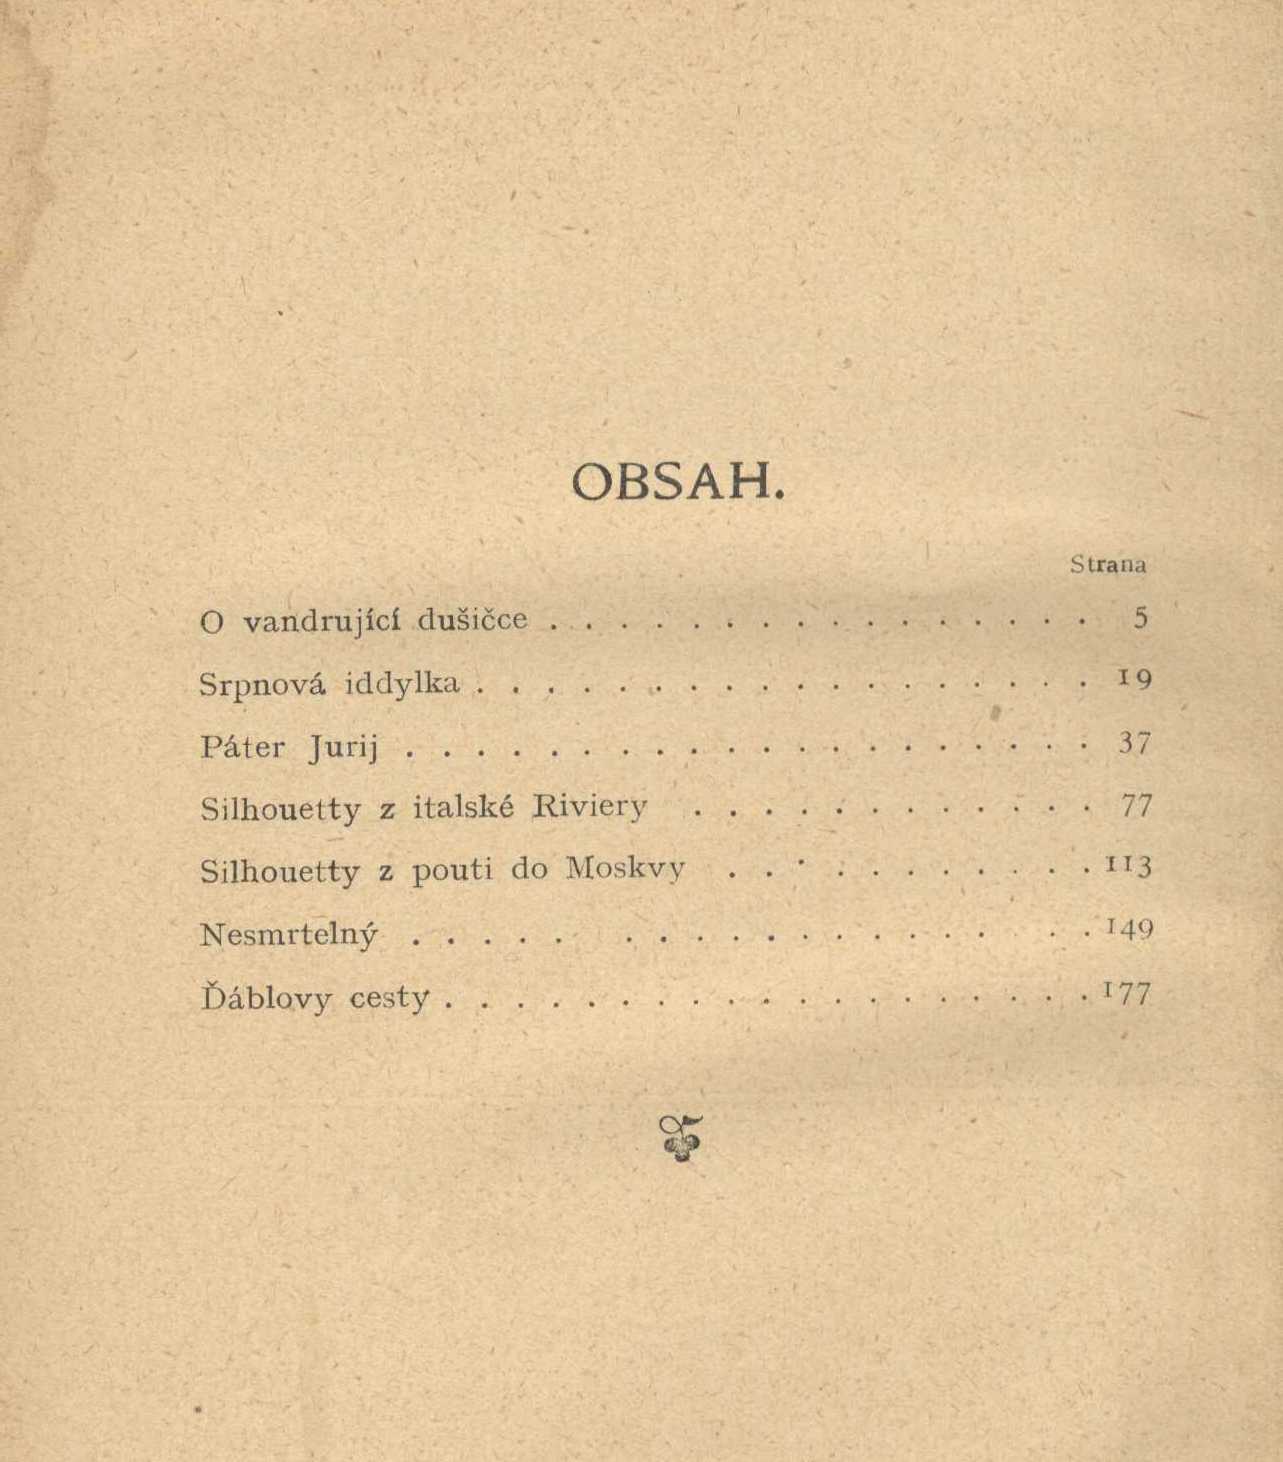 OBSAH.
Strana
O vandrující dušičce . . . . . . . . . . . . . . . . 5
Srpnová iddylka . . . . . . . . . . . . . . . . . . 19
Páter Jurij . . . . . . . . . . . . . . . . . . . . 37
Silhouetty z italské Riviery . . . . . . . . . . . . 77
Silhouetty z pouti do Moskvy . . . . . . . . . . . 113
Nesmrtelný . . . . . . . . . . . . . . . . . 149
Ďáblovy cesty . . . . . . . . . . . . . . . . . . . 177